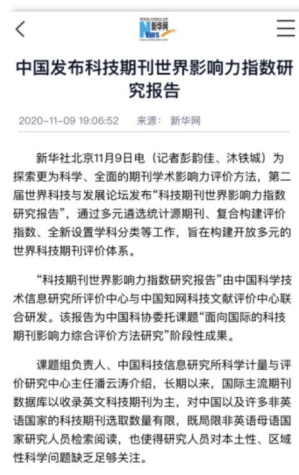 www.news.cn
新华网
News
中国发布科技期刊世界影响力指数研
究报告
2020-11-09 19:06:52 来源: 新华网
新华社北京11月9日电（记者彭韵佳、沐铁城）为
探索更为科学、全面的期刊学术影响力评价方法，第二
届世界科技与发展论坛发布“科技期刊世界影响力指数
研究报告”，通过多元遴选统计源期刊、复合构建评价
指数、全新设置学科分类等工作，旨在构建开放多元的
世界科技期刊评价体系。
“科技期刊世界影响力指数研究报告”由中国科学技
术信息研究所评价中心与中国知网科技文献评价中心联
合研发。该报告为中国科协委托课题“面向国际的科技
期刊影响力综合评价方法研究”阶段性成果。
课题组负责人、中国科技信息研究所科学计量与评
价研究中心主任潘云涛介绍，长期以来，国际主流期刊
数据库以收录英文科技期刊为主，对中国以及许多非英
语国家的科技期刊选取数量有限，既局限非英语母语国
家研究人员检索阅读，也使得研究人员对本土性、区域
性科学问题缺乏足够关注。